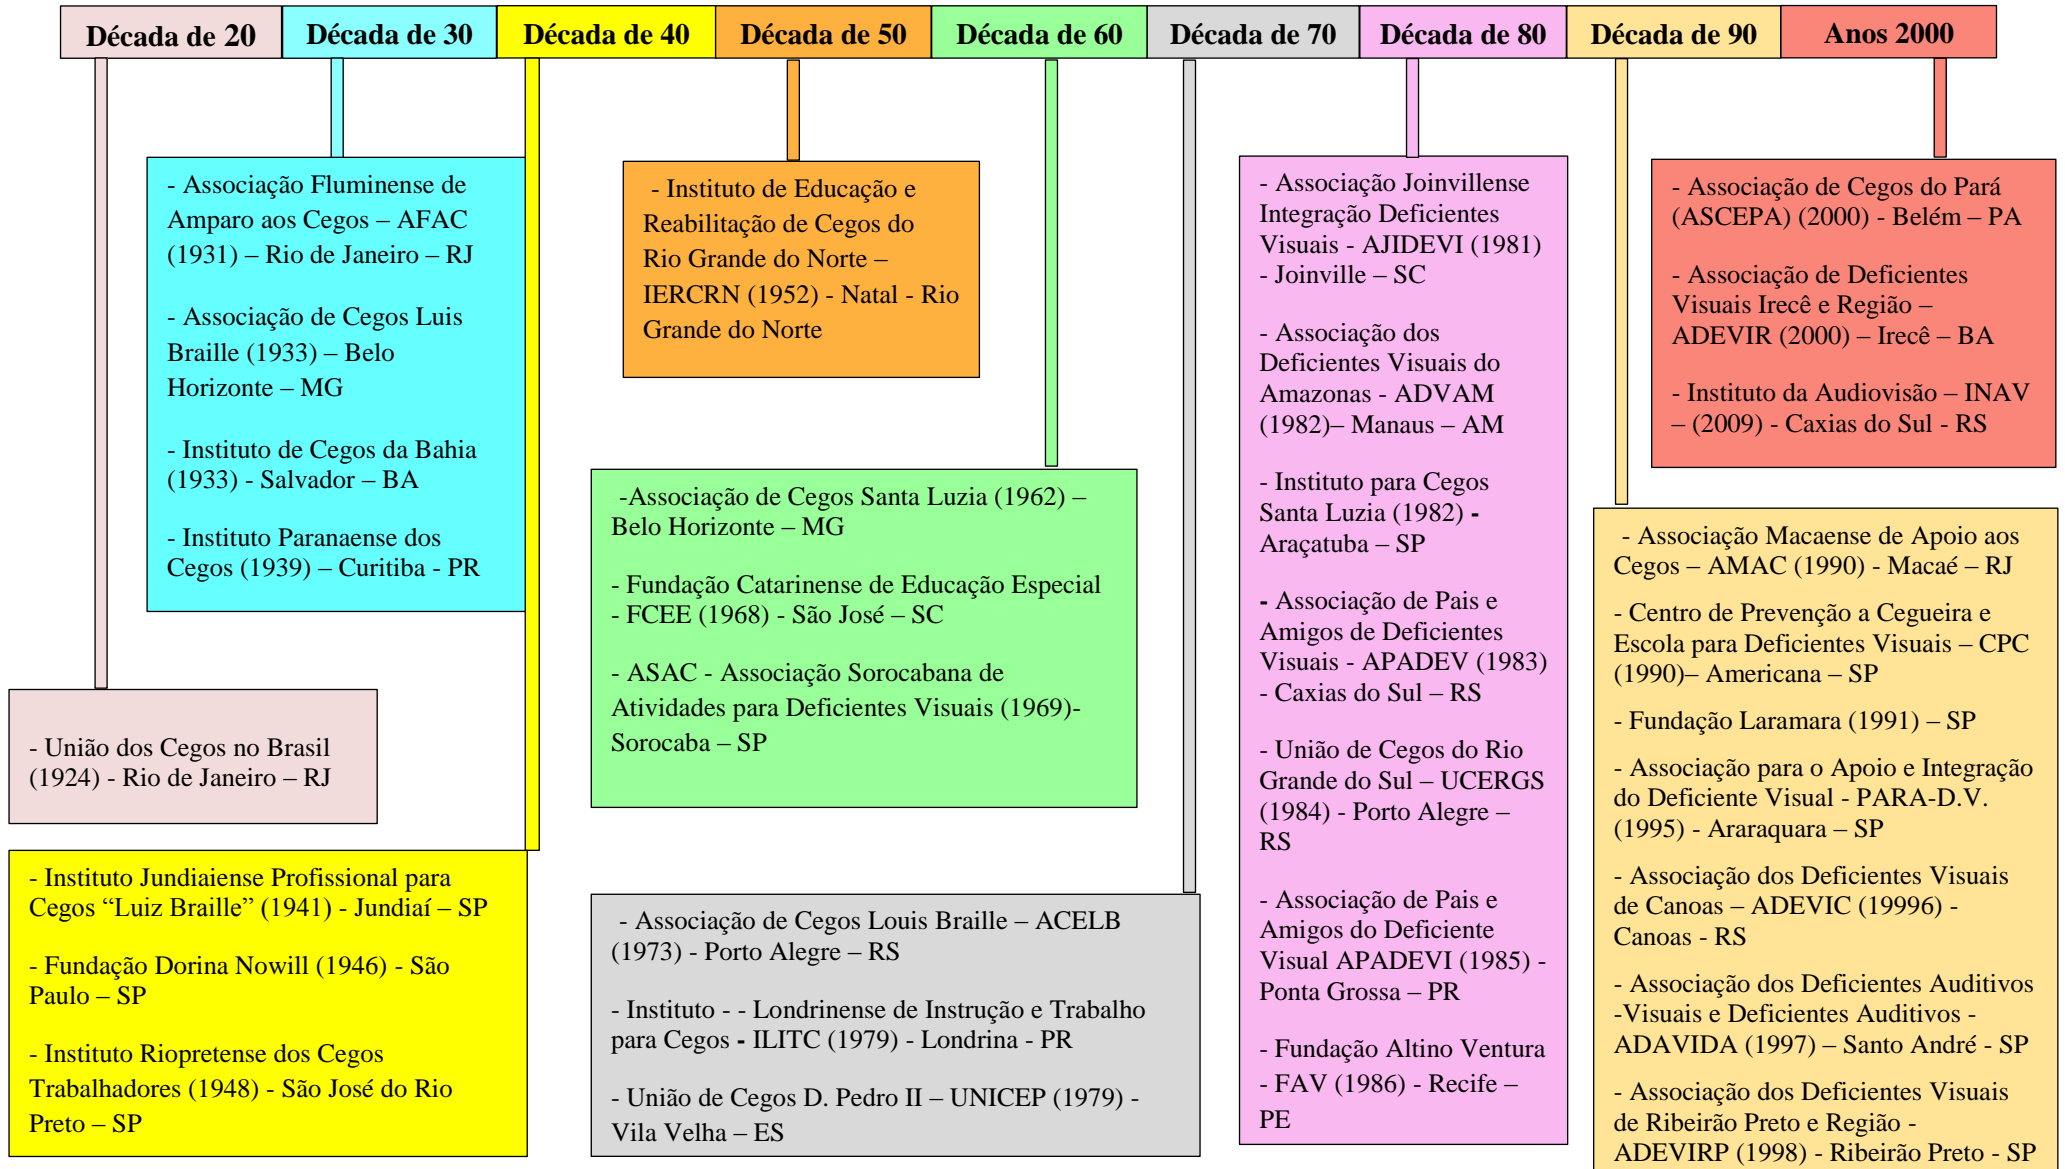 Década de 20
Década de 30
Década de 40
Década de 50
Década de 60
Década de 70
Década de 80
Década de 90
Anos 2000
- União dos Cegos no Brasil
(1924) - Rio de Janeiro – RJ
- Associação Fluminense de
Amparo aos Cegos – AFAC
(1931) – Rio de Janeiro – RJ
- Associação de Cegos Luis
Braille (1933) – Belo
Horizonte – MG
- Instituto de Cegos da Bahia
(1933) - Salvador – BA
- Instituto Paranaense dos
Cegos (1939) – Curitiba - PR
- Instituto Jundiaiense Profissional para
Cegos “Luiz Braille” (1941) - Jundiaí – SP
- Fundação Dorina Nowill (1946) - São
Paulo – SP
- Instituto Riopretense dos Cegos
Trabalhadores (1948) - São José do Rio
Preto – SP
- Instituto de Educação e
Reabilitação de Cegos do
Rio Grande do Norte –
IERCRN (1952) - Natal - Rio
Grande do Norte
-Associação de Cegos Santa Luzia (1962) –
Belo Horizonte – MG
- Fundação Catarinense de Educação Especial
- FCEE (1968) - São José – SC
- ASAC - Associação Sorocabana de
Atividades para Deficientes Visuais (1969)-
Sorocaba – SP
- Associação de Cegos Louis Braille – ACELB
(1973) - Porto Alegre – RS
- Instituto - - Londrinense de Instrução e Trabalho
para Cegos - ILITC (1979) - Londrina - PR
- União de Cegos D. Pedro II – UNICEP (1979) -
Vila Velha – ES
- Associação Joinvillense
Integração Deficientes
Visuais - AJIDEVI (1981)
- Joinville – SC
- Associação dos
Deficientes Visuais do
Amazonas - ADVAM
(1982)– Manaus – AM
- Instituto para Cegos
Santa Luzia (1982) -
Araçatuba – SP
- Associação de Pais e
Amigos de Deficientes
Visuais - APADEV (1983)
- Caxias do Sul – RS
- União de Cegos do Rio
Grande do Sul – UCERGS
(1984) - Porto Alegre –
RS
- Associação de Pais e
Amigos do Deficiente
Visual APADEVI (1985) -
Ponta Grossa – PR
- Fundação Altino Ventura
- FAV (1986) - Recife –
PE
- Associação Macaense de Apoio aos
Cegos – AMAC (1990) - Macaé – RJ
- Centro de Prevenção a Cegueira e
Escola para Deficientes Visuais – CPC
(1990)– Americana – SP
- Fundação Laramara (1991) – SP
- Associação para o Apoio e Integração
do Deficiente Visual - PARA-D.V.
(1995) - Araraquara – SP
- Associação dos Deficientes Visuais
de Canoas – ADEVIC (19996) -
Canoas - RS
- Associação dos Deficientes Auditivos
-Visuais e Deficientes Auditivos -
ADAVIDA (1997) – Santo André - SP
- Associação dos Deficientes Visuais
de Ribeirão Preto e Região -
ADEVIRP (1998) - Ribeirão Preto - SP
- Associação de Cegos do Pará
(ASCEPA) (2000) - Belém – PA
- Associação de Deficientes
Visuais Irecê e Região –
ADEVIR (2000) – Irecê – BA
- Instituto da Audiovisão – INAV
– (2009) - Caxias do Sul - RS